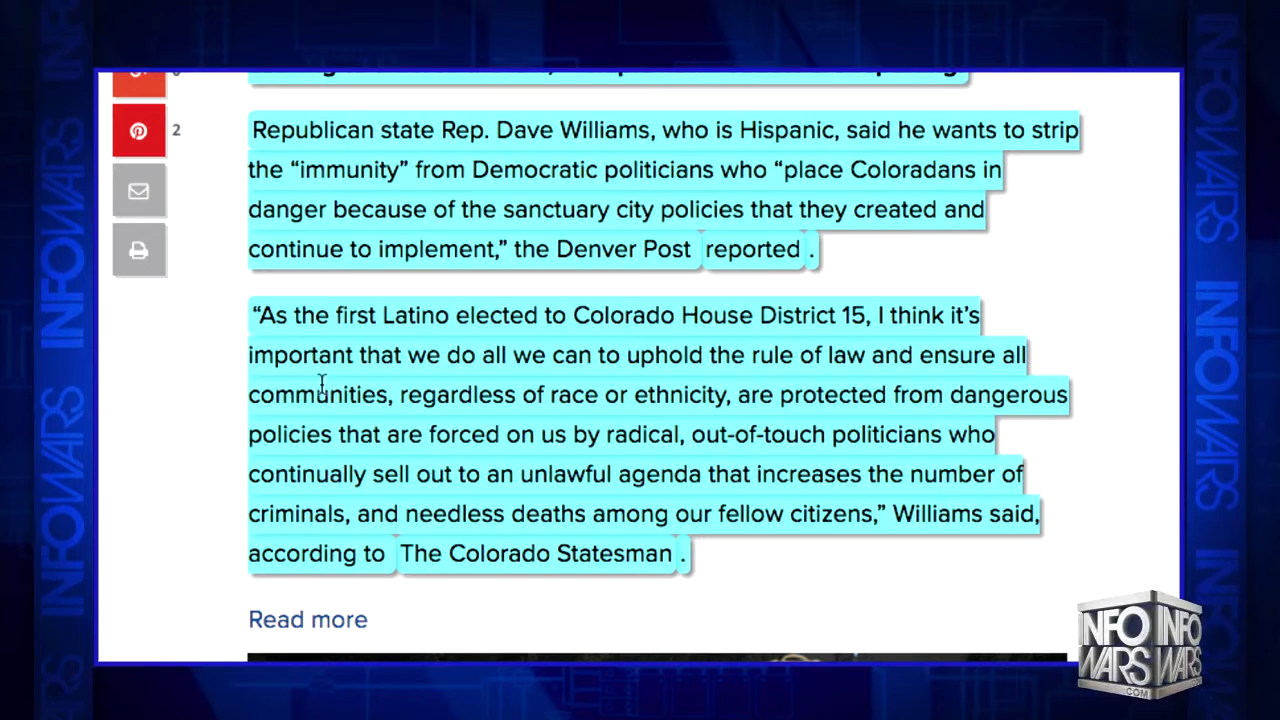 2
Republican state Rep. Dave Williams, who is Hispanic, said he wants to strip
the “immunity” from Democratic politicians who “place Coloradans in
danger because of the sanctuary city policies that they created and
continue to implement,” the Denver Post reported .
“As the first Latino elected to Colorado House District 15, I think it’s
important that we do all we can to uphold the rule of law and ensure all
communities, regardless of race or ethnicity, are protected from dangerous
policies that are forced on us by radical, out-of-touch politicians who
continually sell out to an unlawful agenda that increases the number of
criminals, and needless deaths among our fellow citizens,” Williams said,
according to The Colorado Statesman .
Read more
INFOWARS
INFOWARS
INFOWARS
INFOWARS
INFO
WARS
.COM
INFO
WARS